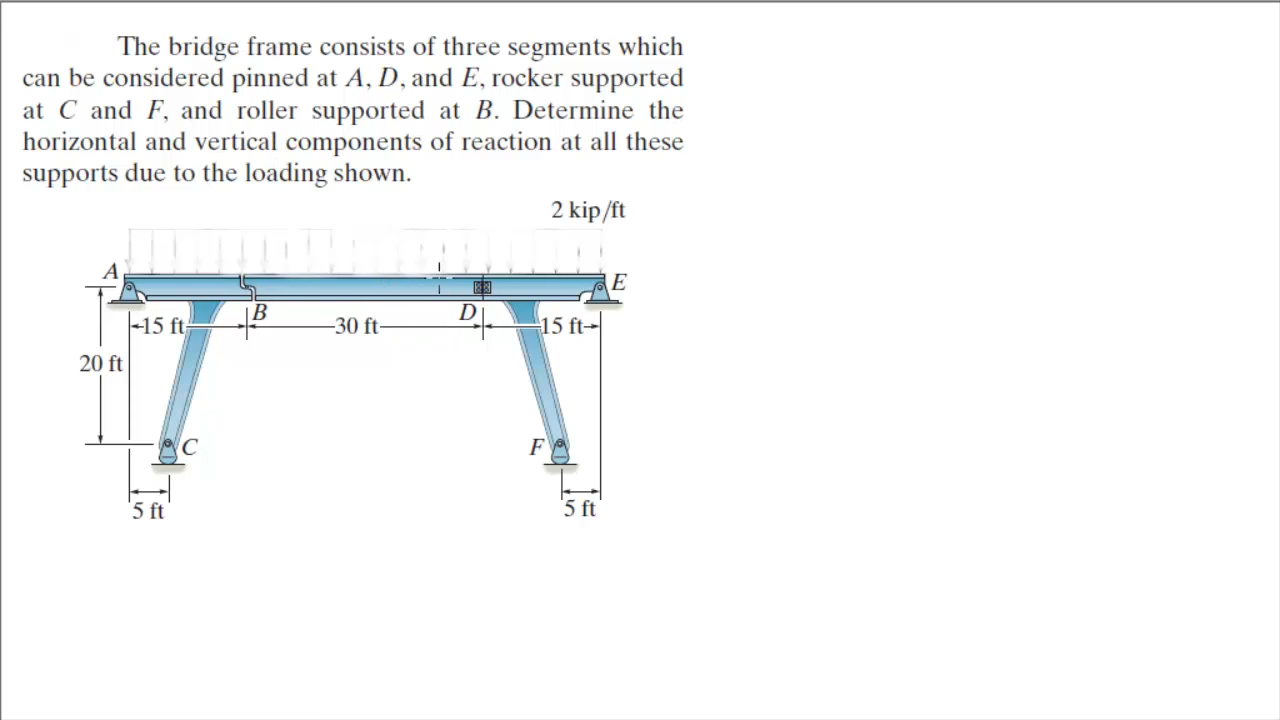 The bridge frame consists of three segments which
can be considered pinned at A, D, and E, rocker supported
at C and F, and roller supported at B. Determine the
horizontal and vertical components of reaction at all these
supports due to the loading shown.
2 kip/ft
A
E
B
D
15 ft
30 ft
15 ft
20 ft
C
F
5 ft
5 ft